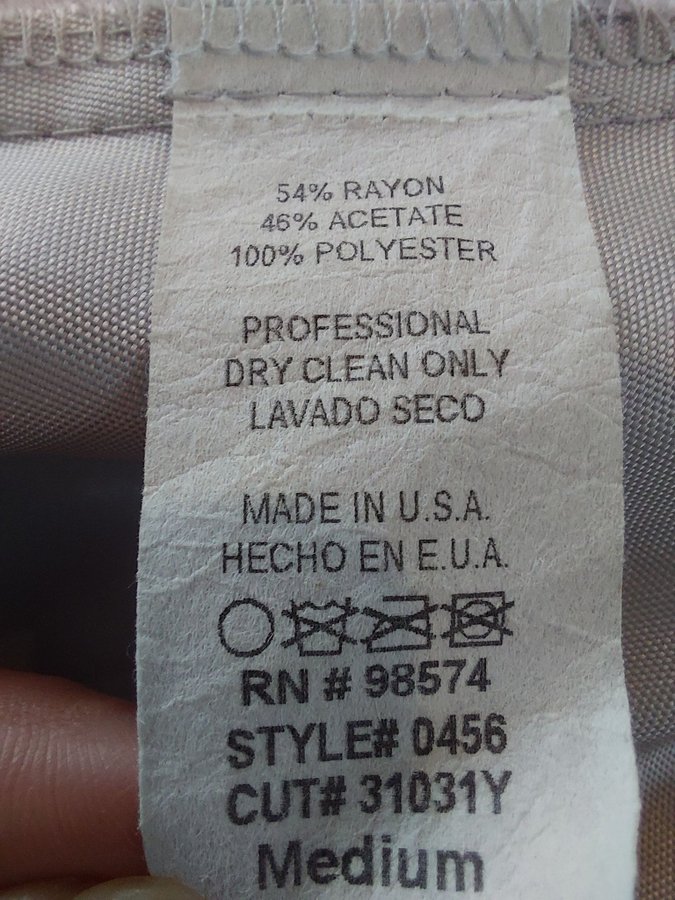 54% RAYON
46% ACETATE
100% POLYESTER
PROFESSIONAL
DRY CLEAN ONLY
LAVADO SECO
MADE IN U.S.A.
HECHO EN E.U.A.
RN # 98574
STYLE# 0456
CUT# 31031Y
Medium